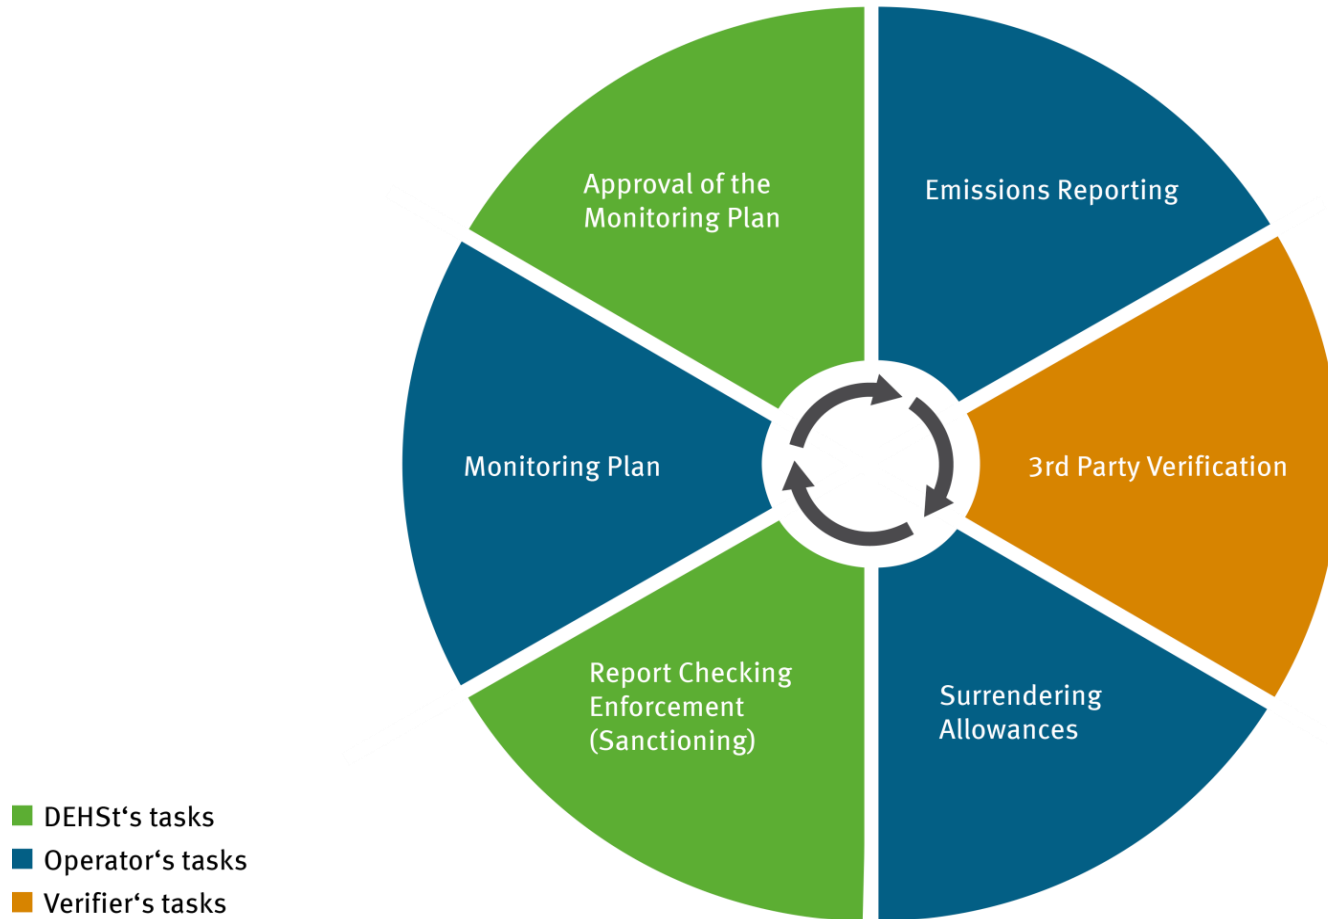 Approval of the
Monitoring Plan
Emissions Reporting
Monitoring Plan
3rd Party Verification
Report Checking
Enforcement
(Sanctioning)
Surrendering
Allowances
DEHSt‘s tasks
Operator‘s tasks
Verifier‘s tasks